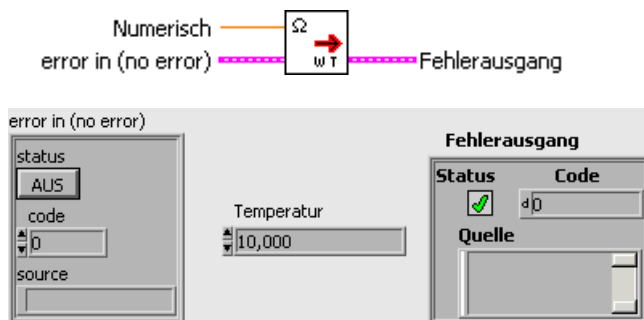 Numerisch
Ω
error in (no error)
W T
Fehlerausgang
error in (no error)
status
AUS
code
0
source
Temperatur
10,000
Fehlerausgang
Status Code
d 0
Quelle